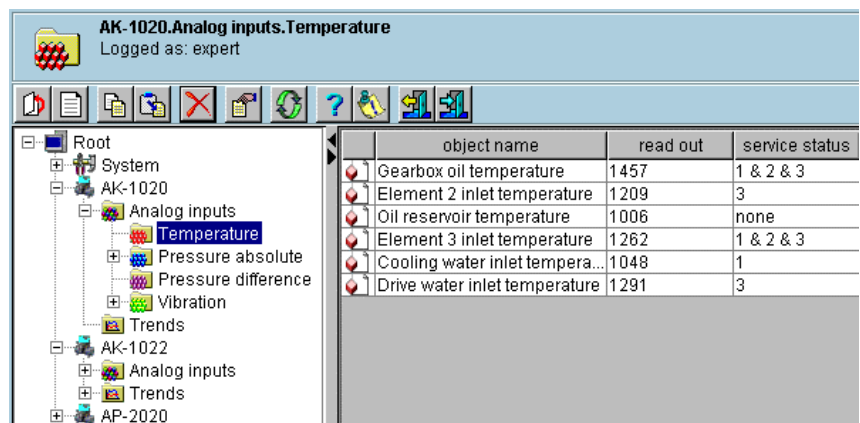 AK-1020.Analog inputs.Temperature
Logged as: expert
?
Root
System
AK-1020
Analog inputs
Temperature
Pressure absolute
Pressure difference
Vibration
Trends
AK-1022
Analog inputs
Trends
AP-2020
object name read out service status
Gearbox oil temperature 1457 1 & 2 & 3
Element 2 inlet temperature 1209 3
Oil reservoir temperature 1006 none
Element 3 inlet temperature 1262 1 & 2 & 3
Cooling water inlet tempera... 1048 1
Drive water inlet temperature 1291 3